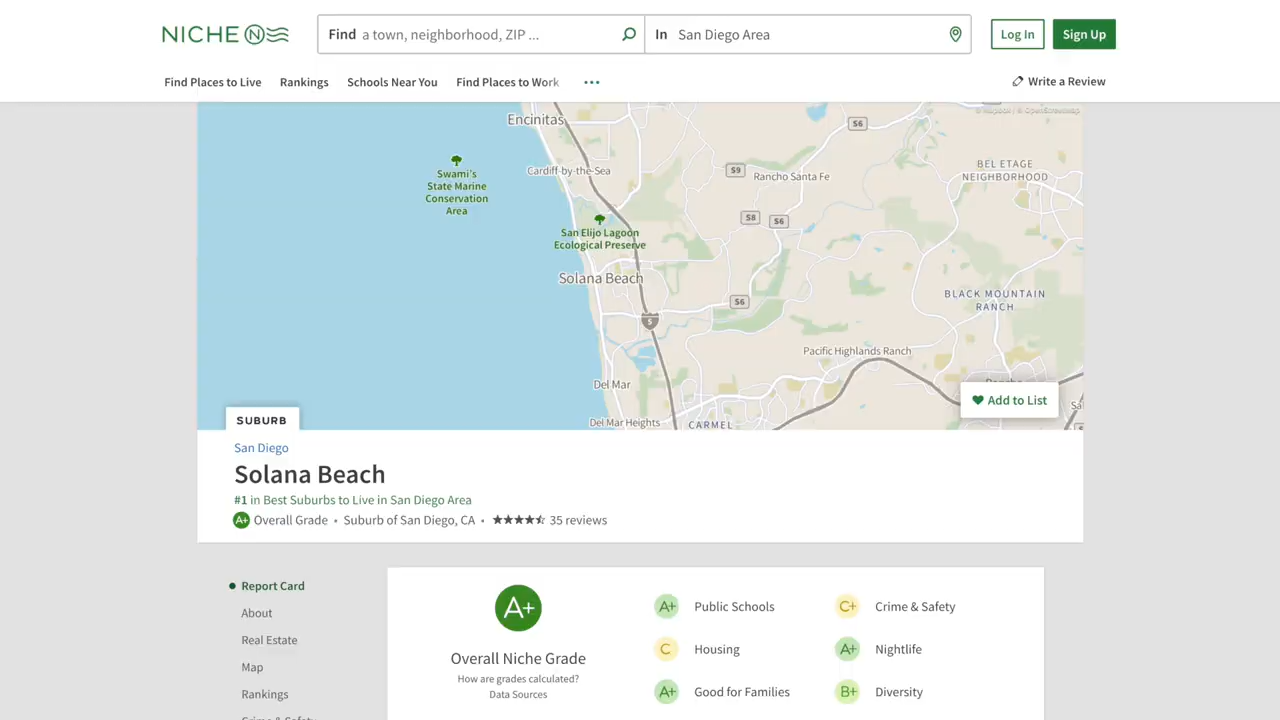 NICHE
Find a town, neighborhood, ZIP ...
In San Diego Area
Log In
Sign Up
Find Places to Live
Rankings
Schools Near You
Find Places to Work
Write a Review
© Mapbox / © OpenStreetMap
Encinitas
S6
Swami's
State Marine
Conservation
Area
Cardiff-by-the-Sea
S9
Rancho Santa Fe
BEL ETAGE
NEIGHBORHOOD
S8
S6
San Elijo Lagoon
Ecological Preserve
Solana Beach
S6
BLACK MOUNTAIN
RANCH
5
Pacific Highlands Ranch
Del Mar
Add to List
Del Mar Heights
CARMEL
SUBURB
San Diego
Solana Beach
#1 in Best Suburbs to Live in San Diego Area
A+ Overall Grade • Suburb of San Diego, CA • 35 reviews
Report Card
About
Real Estate
Map
Rankings
Crime & Safety
A+
Overall Niche Grade
How are grades calculated?
Data Sources
A+ Public Schools
C+ Crime & Safety
C Housing
A+ Nightlife
A+ Good for Families
B+ Diversity